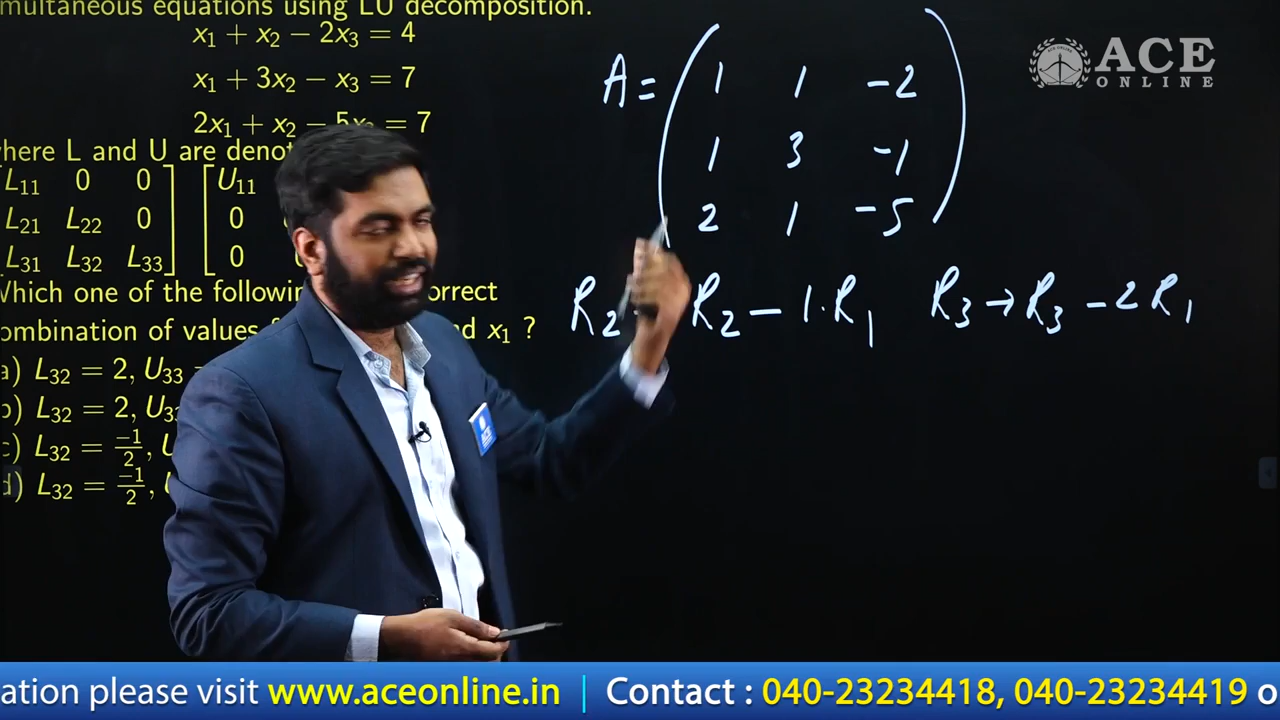 multaneous equations using LU decomposition.
x₁ + x₂ − 2x₃ = 4
x₁ + 3x₂ − x₃ = 7
2x₁ + x₂ − 5x₃ = 7
here L and U are denot
L₁₁ 0 0 U₁₁
L₂₁ L₂₂ 0 0
L₃₁ L₃₂ L₃₃ 0
Which one of the followin orrect
ombination of values nd x₁ ?
a) L₃₂ = 2, U₃₃
b) L₃₂ = 2, U₃₃
c) L₃₂ = −1/2, U
d) L₃₂ = −1/2,
A = 1 1 −2
1 3 −1
2 1 −5
R₂ R₂ − 1·R₁ R₃ → R₃ − 2R₁
ACE
ONLINE
ACE
ation please visit www.aceonline.in | Contact : 040-23234418, 040-23234419 o